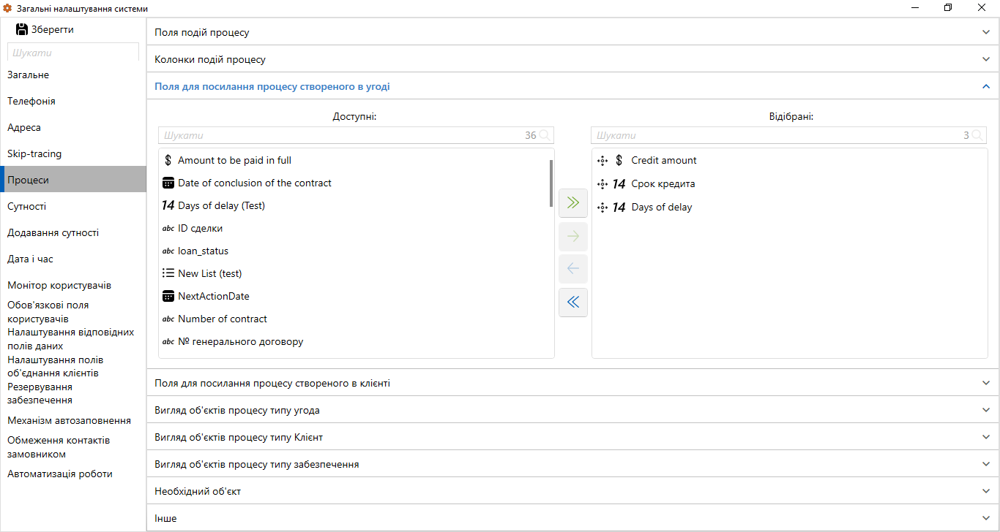 Загальні налаштування системи
Зберегти
Шукати
Загальне
Телефонія
Адреса
Skip-tracing
Процеси
Сутності
Додавання сутності
Дата і час
Монітор користувачів
Обов'язкові поля
користувачів
Налаштування відповідних
полів даних
Налаштування полів
об'єднання клієнтів
Резервування
забезпечення
Механізм автозаповнення
Обмеження контактів
замовником
Автоматизація роботи
Поля подій процесу
Колонки подій процесу
Поля для посилання процесу створеного в угоді
Доступні:
Шукати 36
$ Amount to be paid in full
Date of conclusion of the contract
14 Days of delay (Test)
abc ID сделки
abc loan_status
New List (test)
NextActionDate
abc Number of contract
abc № генерального договору
Відібрані:
Шукати 3
$ Credit amount
14 Срок кредита
14 Days of delay
Поля для посилання процесу створеного в клієнті
Вигляд об'єктів процесу типу угода
Вигляд об'єктів процесу типу Клієнт
Вигляд об'єктів процесу типу забезпечення
Необхідний об'єкт
Інше